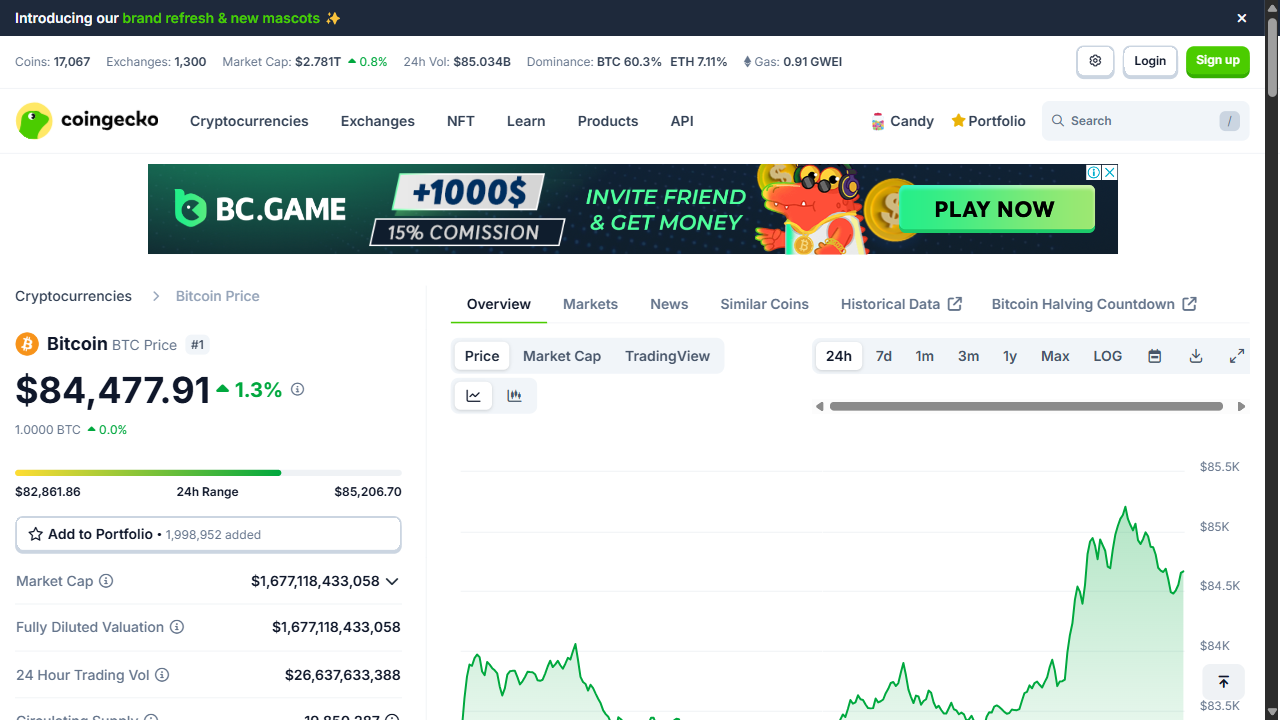 Introducing our brand refresh & new mascots ✨
Coins: 17,067 Exchanges: 1,300 Market Cap: $2.781T 0.8% 24h Vol: $85.034B Dominance: BTC 60.3% ETH 7.11% Gas: 0.91 GWEI
Login
Sign up
coingecko
Cryptocurrencies Exchanges NFT Learn Products API
Candy
Portfolio
Search /
BC.GAME
+1000$
15% COMISSION
INVITE FRIEND
& GET MONEY
PLAY NOW
Cryptocurrencies
Bitcoin Price
Bitcoin BTC Price #1
$84,477.91 1.3%
1.0000 BTC 0.0%
$82,861.86 24h Range $85,206.70
Add to Portfolio • 1,998,952 added
Market Cap $1,677,118,433,058
Fully Diluted Valuation $1,677,118,433,058
24 Hour Trading Vol $26,637,633,388
Circulating Supply 19,850,287
Overview Markets News Similar Coins Historical Data Bitcoin Halving Countdown
Price Market Cap TradingView
24h 7d 1m 3m 1y Max LOG
$85.5K
$85K
$84.5K
$84K
$83.5K